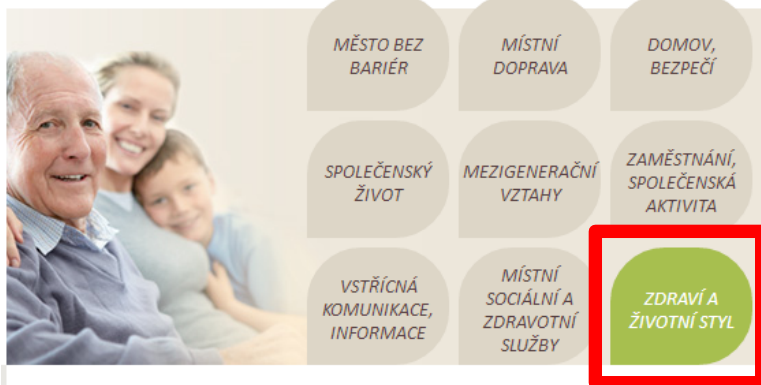 MĚSTO BEZ
BARIÉR
MÍSTNÍ
DOPRAVA
DOMOV,
BEZPEČÍ
SPOLEČENSKÝ
ŽIVOT
MEZIGENERAČNÍ
VZTAHY
ZAMĚSTNÁNÍ,
SPOLEČENSKÁ
AKTIVITA
VSTŘÍCNÁ
KOMUNIKACE,
INFORMACE
MÍSTNÍ
SOCIÁLNÍ A
ZDRAVOTNÍ
SLUŽBY
ZDRAVÍ A
ŽIVOTNÍ STYL